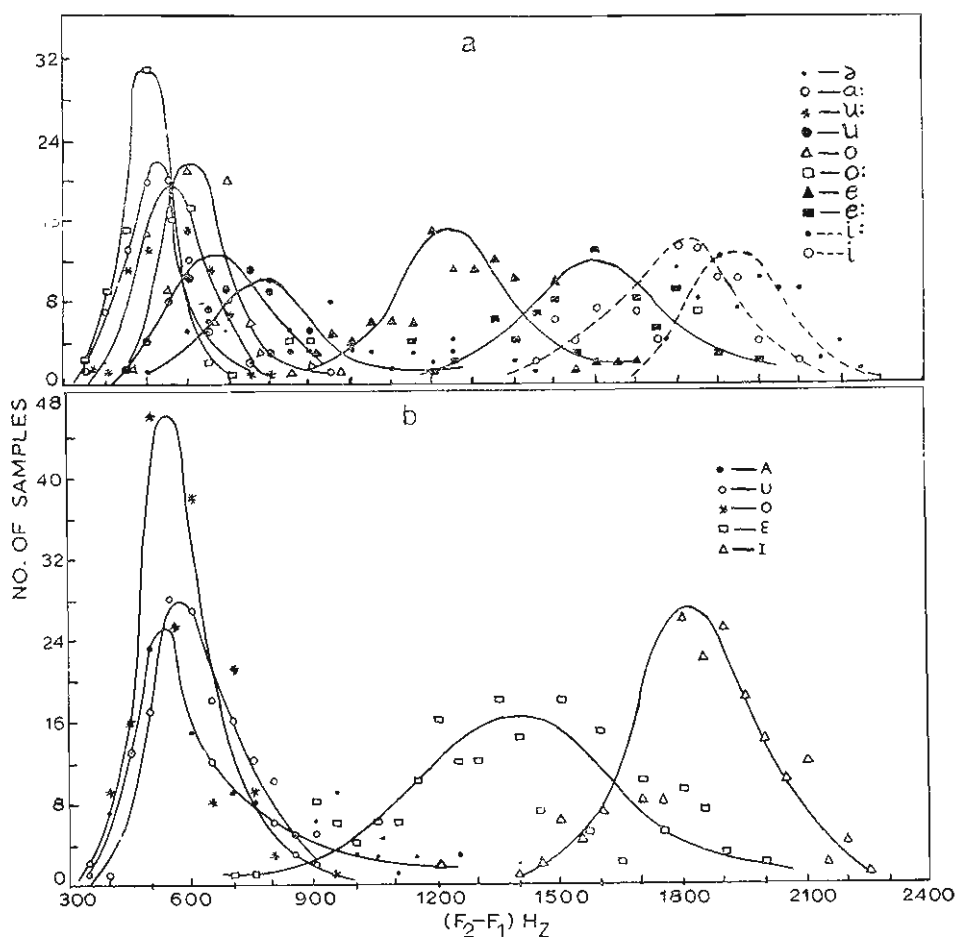 a
32
24
16
8
0
— ə
— a:
— u:
— u
— o
— o:
— e
— e:
---- i:
---- i
b
48
40
32
24
16
8
0
NO. OF SAMPLES
— A
— U
— O
— E
— I
300 600 900 1200 1500 1800 2100 2400
(F₂–F₁) Hz